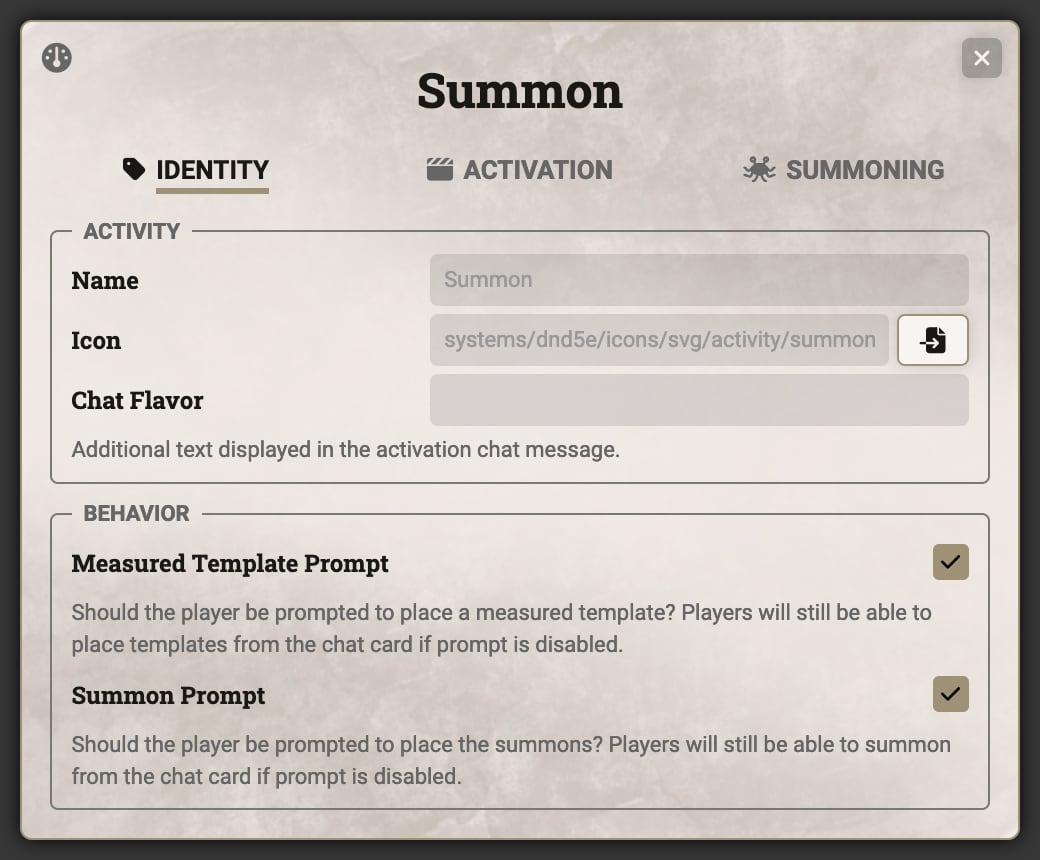 Summon
IDENTITY
ACTIVATION
SUMMONING
ACTIVITY
Name
Summon
Icon
systems/dnd5e/icons/svg/activity/summon
Chat Flavor
Additional text displayed in the activation chat message.
BEHAVIOR
Measured Template Prompt
Should the player be prompted to place a measured template? Players will still be able to
place templates from the chat card if prompt is disabled.
Summon Prompt
Should the player be prompted to place the summons? Players will still be able to summon
from the chat card if prompt is disabled.